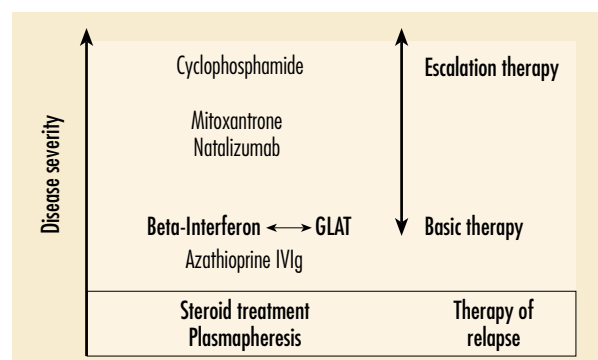 Disease severity
Cyclophosphamide
Escalation therapy
Mitoxantrone
Natalizumab
Beta-Interferon ↔ GLAT
Basic therapy
Azathioprine IVIg
Steroid treatment
Plasmapheresis
Therapy of
relapse